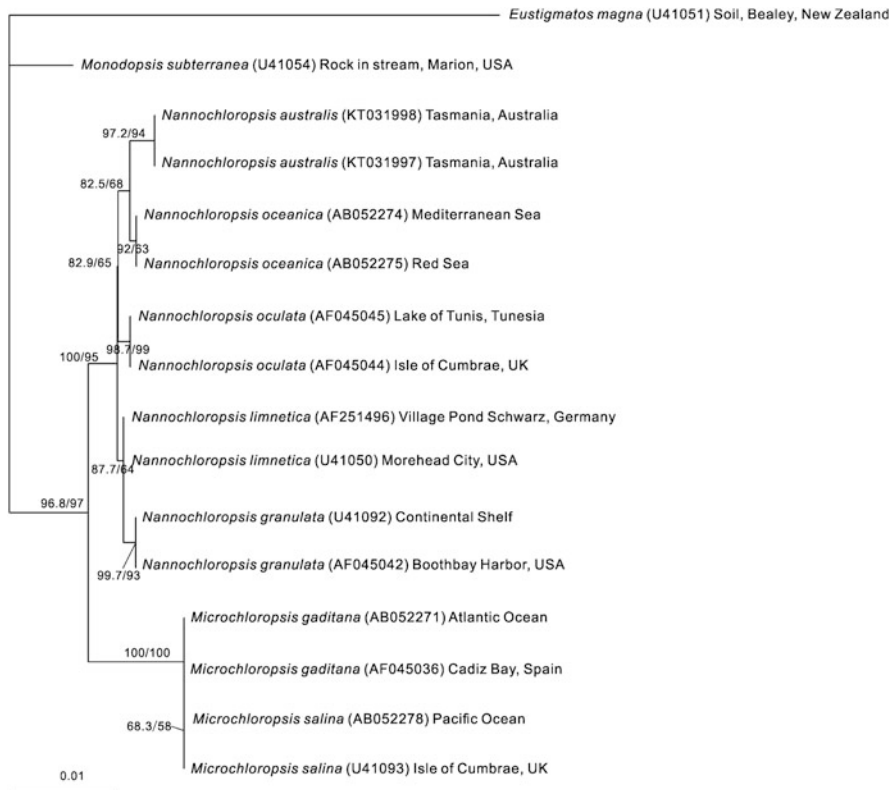 Eustigmatos magna (U41051) Soil, Bealey, New Zealand
Monodopsis subterranea (U41054) Rock in stream, Marion, USA
Nannochloropsis australis (KT031998) Tasmania, Australia
97.2/94
Nannochloropsis australis (KT031997) Tasmania, Australia
82.5/68
Nannochloropsis oceanica (AB052274) Mediterranean Sea
92/63
82.9/65
Nannochloropsis oceanica (AB052275) Red Sea
Nannochloropsis oculata (AF045045) Lake of Tunis, Tunesia
98.7/99
100/95
Nannochloropsis oculata (AF045044) Isle of Cumbrae, UK
Nannochloropsis limnetica (AF251496) Village Pond Schwarz, Germany
Nannochloropsis limnetica (U41050) Morehead City, USA
87.7/64
96.8/97
Nannochloropsis granulata (U41092) Continental Shelf
Nannochloropsis granulata (AF045042) Boothbay Harbor, USA
99.7/93
Microchloropsis gaditana (AB052271) Atlantic Ocean
100/100
Microchloropsis gaditana (AF045036) Cadiz Bay, Spain
Microchloropsis salina (AB052278) Pacific Ocean
68.3/58
Microchloropsis salina (U41093) Isle of Cumbrae, UK
0.01